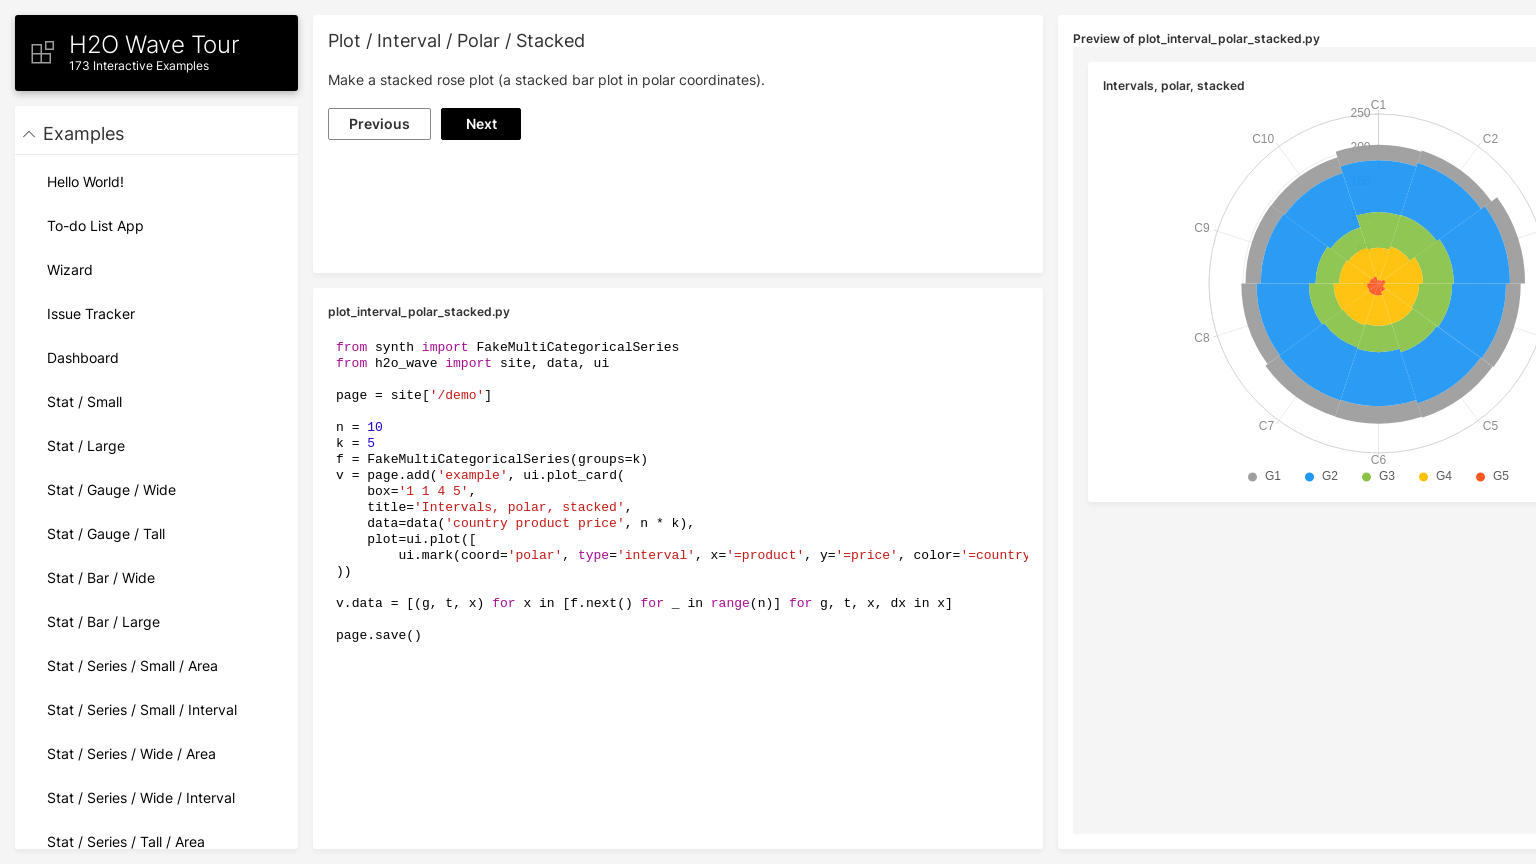 H2O Wave Tour
173 Interactive Examples
Examples
Hello World!
To-do List App
Wizard
Issue Tracker
Dashboard
Stat / Small
Stat / Large
Stat / Gauge / Wide
Stat / Gauge / Tall
Stat / Bar / Wide
Stat / Bar / Large
Stat / Series / Small / Area
Stat / Series / Small / Interval
Stat / Series / Wide / Area
Stat / Series / Wide / Interval
Stat / Series / Tall / Area
Plot / Interval / Polar / Stacked
Make a stacked rose plot (a stacked bar plot in polar coordinates).
Previous
Next
plot_interval_polar_stacked.py
from synth import FakeMultiCategoricalSeries
from h2o_wave import site, data, ui
page = site['/demo']
n = 10
k = 5
f = FakeMultiCategoricalSeries(groups=k)
v = page.add('example', ui.plot_card(
    box='1 1 4 5',
    title='Intervals, polar, stacked',
    data=data('country product price', n * k),
    plot=ui.plot([
        ui.mark(coord='polar', type='interval', x='=product', y='=price', color='=country
))
v.data = [(g, t, x) for x in [f.next() for _ in range(n)] for g, t, x, dx in x]
page.save()
Preview of plot_interval_polar_stacked.py
Intervals, polar, stacked
C1
250
200
C10
C2
C9
C8
C7
C5
C6
G1
G2
G3
G4
G5